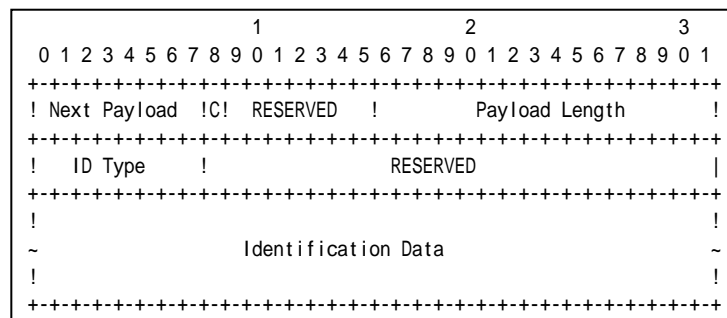 1                   2                   3
0 1 2 3 4 5 6 7 8 9 0 1 2 3 4 5 6 7 8 9 0 1 2 3 4 5 6 7 8 9 0 1
+-+-+-+-+-+-+-+-+-+-+-+-+-+-+-+-+-+-+-+-+-+-+-+-+-+-+-+-+-+-+-+
! Next Payload !C! RESERVED ! Payload Length !
+-+-+-+-+-+-+-+-+-+-+-+-+-+-+-+-+-+-+-+-+-+-+-+-+-+-+-+-+-+-+-+
! ID Type ! RESERVED |
+-+-+-+-+-+-+-+-+-+-+-+-+-+-+-+-+-+-+-+-+-+-+-+-+-+-+-+-+-+-+-+
! !
~ Identification Data ~
! !
+-+-+-+-+-+-+-+-+-+-+-+-+-+-+-+-+-+-+-+-+-+-+-+-+-+-+-+-+-+-+-+